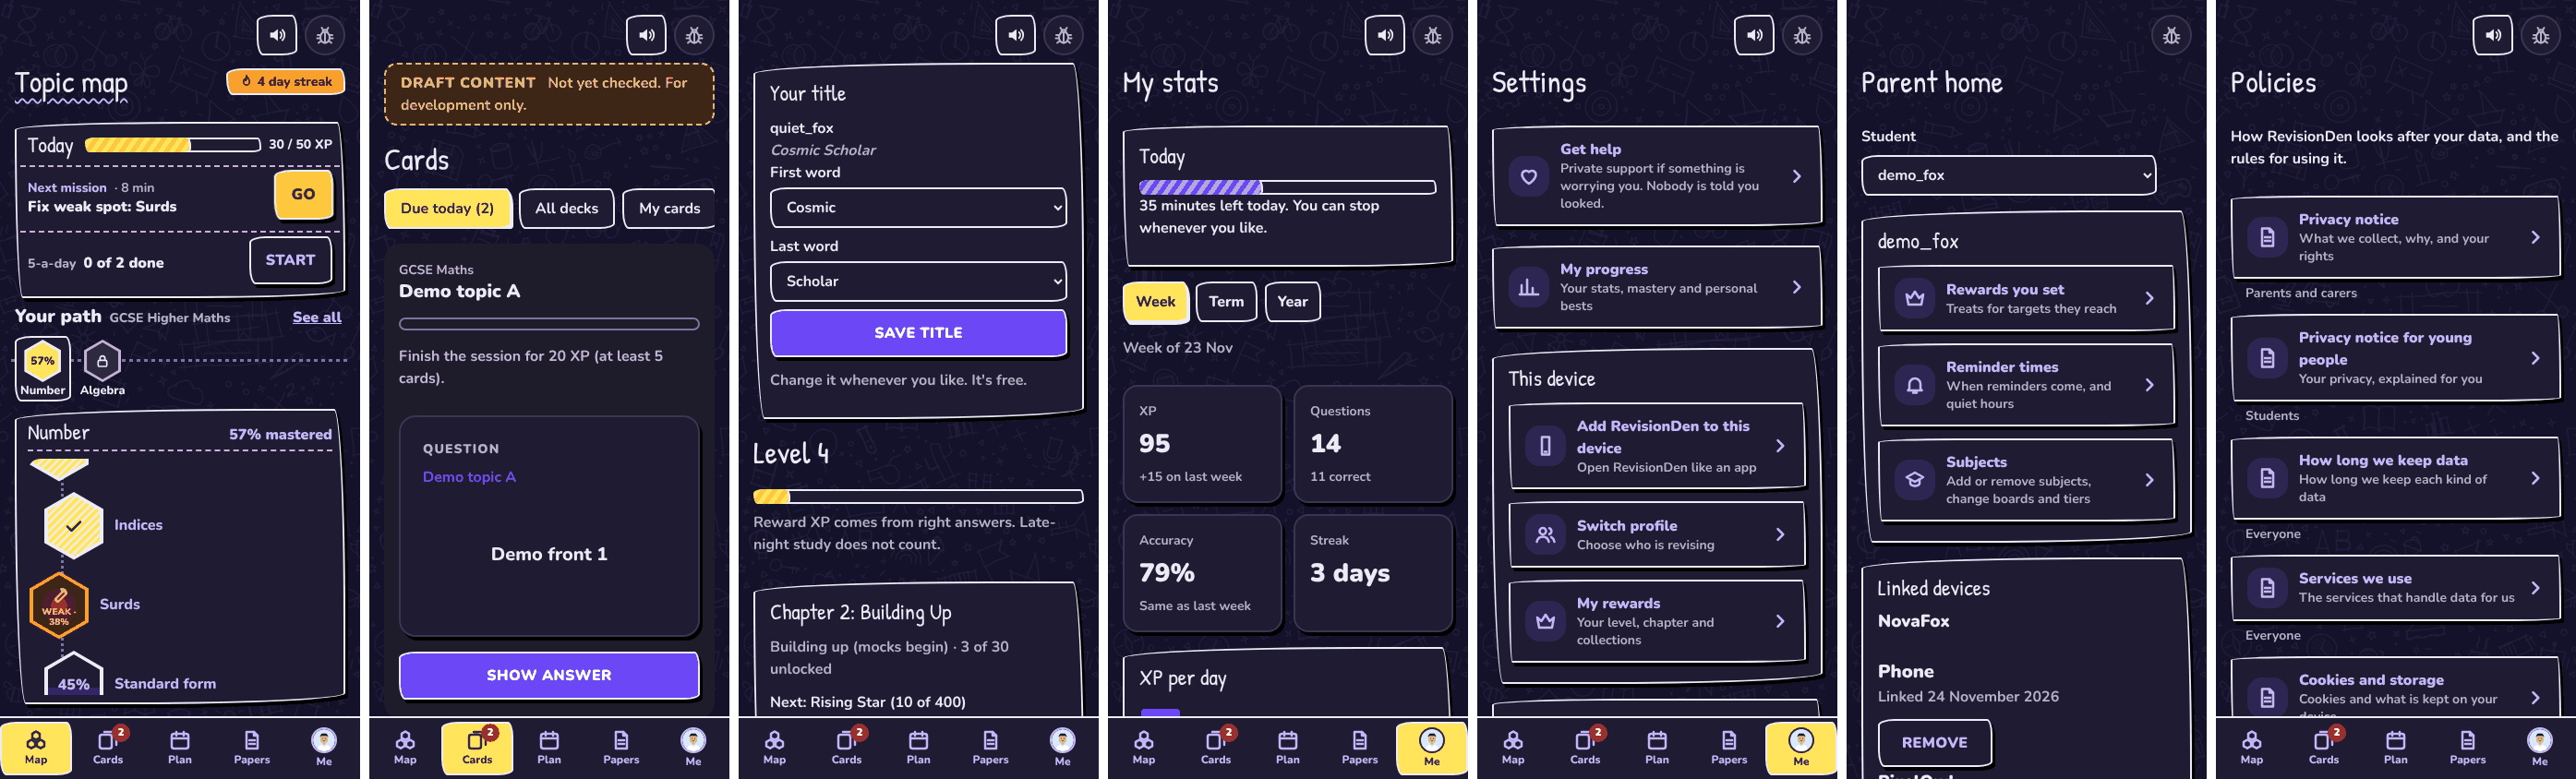 Topic map
4 day streak
Today
30 / 50 XP
Next mission · 8 min
Fix weak spot: Surds
GO
5-a-day 0 of 2 done
START
Your path GCSE Higher Maths
See all
57%
Number
Algebra
Number
57% mastered
Indices
WEAK ·
38%
Surds
45%
Standard form
Map
2
Cards
Plan
Papers
Me
DRAFT CONTENT Not yet checked. For
development only.
Cards
Due today (2)
All decks
My cards
GCSE Maths
Demo topic A
Finish the session for 20 XP (at least 5
cards).
QUESTION
Demo topic A
Demo front 1
SHOW ANSWER
Map
2
Cards
Plan
Papers
Me
Your title
quiet_fox
Cosmic Scholar
First word
Cosmic
Last word
Scholar
SAVE TITLE
Change it whenever you like. It's free.
Level 4
Reward XP comes from right answers. Late-
night study does not count.
Chapter 2: Building Up
Building up (mocks begin) · 3 of 30
unlocked
Next: Rising Star (10 of 400)
Map
2
Cards
Plan
Papers
Me
My stats
Today
35 minutes left today. You can stop
whenever you like.
Week
Term
Year
Week of 23 Nov
XP
95
+15 on last week
Questions
14
11 correct
Accuracy
79%
Same as last week
Streak
3 days
XP per day
Map
2
Cards
Plan
Papers
Me
Settings
Get help
Private support if something is
worrying you. Nobody is told you
looked.
My progress
Your stats, mastery and personal
bests
This device
Add RevisionDen to this
device
Open RevisionDen like an app
Switch profile
Choose who is revising
My rewards
Your level, chapter and
collections
Map
2
Cards
Plan
Papers
Me
Parent home
Student
demo_fox
demo_fox
Rewards you set
Treats for targets they reach
Reminder times
When reminders come, and
quiet hours
Subjects
Add or remove subjects,
change boards and tiers
Linked devices
NovaFox
Phone
Linked 24 November 2026
REMOVE
Policies
How RevisionDen looks after your data, and the
rules for using it.
Privacy notice
What we collect, why, and your
rights
Parents and carers
Privacy notice for young
people
Your privacy, explained for you
Students
How long we keep data
How long we keep each kind of
data
Everyone
Services we use
The services that handle data for us
Everyone
Cookies and storage
Cookies and what is kept on your
Map
2
Cards
Plan
Papers
Me